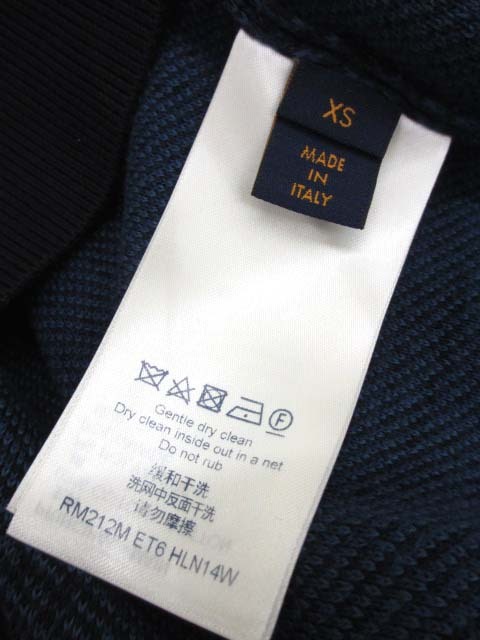 XS
MADE
IN
ITALY
F
Gentle dry clean
Dry clean inside out in a net
Do not rub
缓和干洗
洗网中反面干洗
请勿摩擦
RM212M ET6 HLN14W